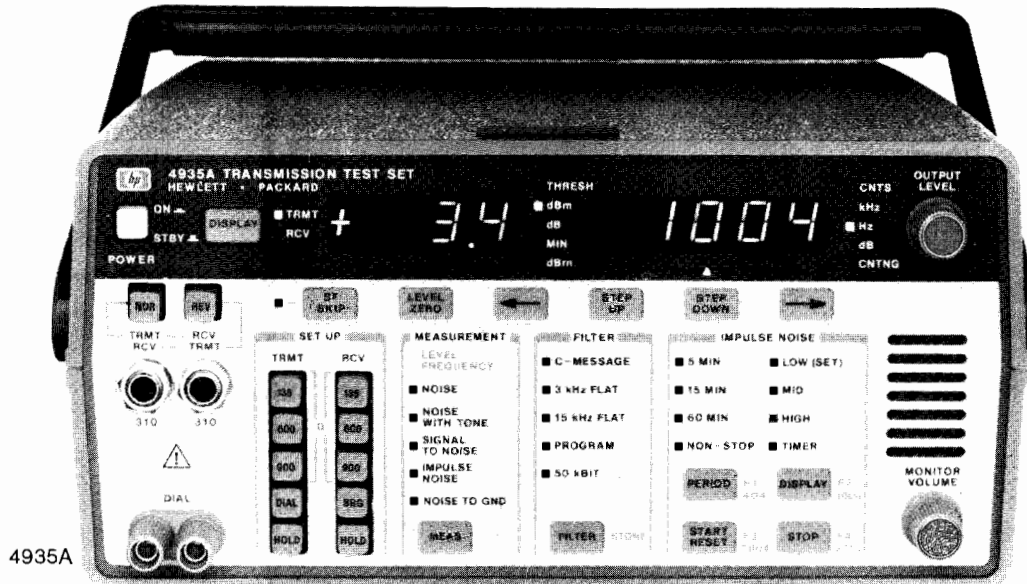 hp
4935A TRANSMISSION TEST SET
HEWLETT • PACKARD
ON
STBY
POWER
DISPLAY
TRMT
RCV
+ 3.4
THRESH
dBm
dB
MIN
dBrn
1004
CNTS
kHz
Hz
dB
CNTNG
OUTPUT
LEVEL
NOR
REV
TRMT
RCV
RCV
TRMT
310
310
DIAL
SF
SKIP
LEVEL
ZERO
←
STEP
UP
STEP
DOWN
→
SET UP
TRMT
RCV
135
135
600
600
900
900
DIAL
BRG
HOLD
HOLD
MEASUREMENT
LEVEL
FREQUENCY
NOISE
NOISE
WITH TONE
SIGNAL
TO NOISE
IMPULSE
NOISE
NOISE TO GND
MEAS
FILTER
C-MESSAGE
3 kHz FLAT
15 kHz FLAT
PROGRAM
50 kBIT
FILTER
IMPULSE NOISE
5 MIN
LOW (SET)
15 MIN
MID
60 MIN
HIGH
NON-STOP
TIMER
PERIOD
DISPLAY
START
RESET
STOP
MONITOR
VOLUME
4935A